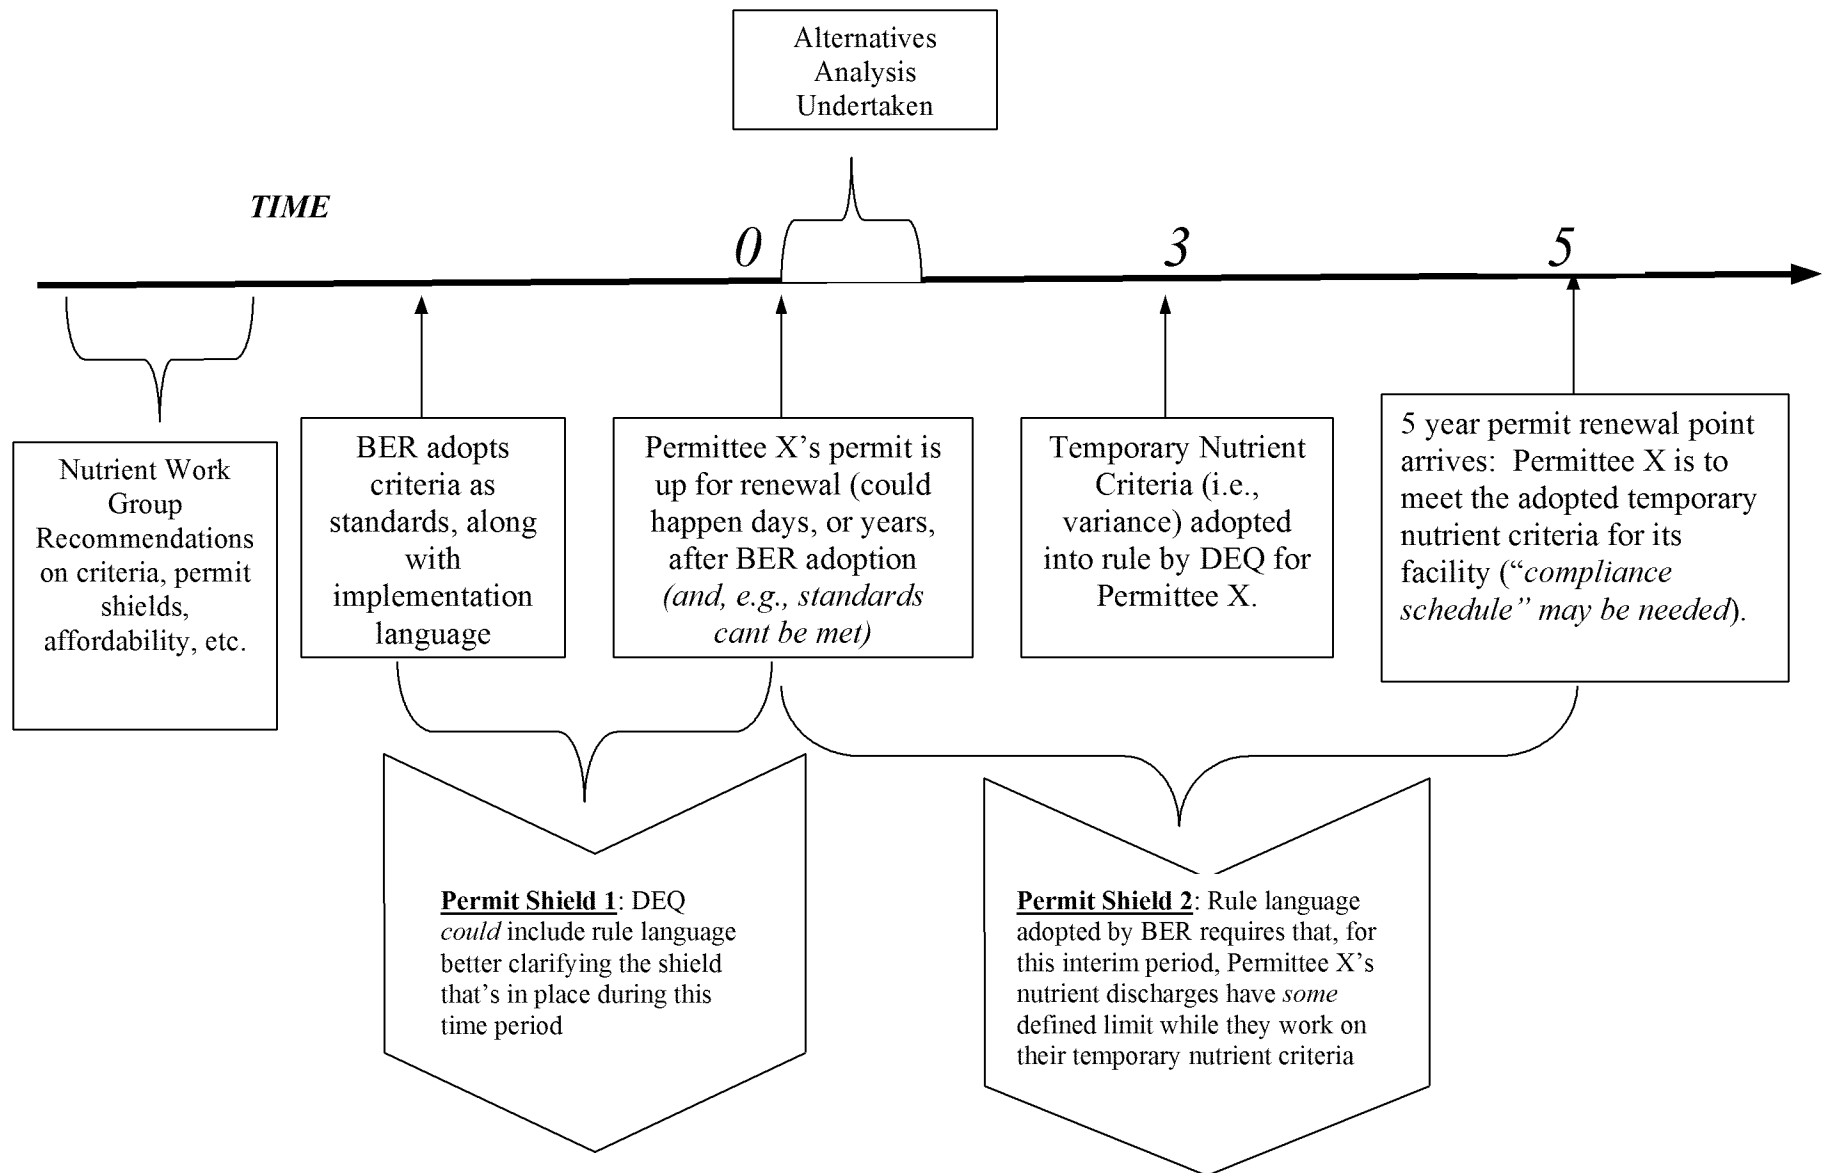 Alternatives
Analysis
Undertaken
TIME
0
3
5
Nutrient Work
Group
Recommendations
on criteria, permit
shields,
affordability, etc.
BER adopts
criteria as
standards, along
with
implementation
language
Permittee X’s permit is
up for renewal (could
happen days, or years,
after BER adoption
(and, e.g., standards
cant be met)
Temporary Nutrient
Criteria (i.e.,
variance) adopted
into rule by DEQ for
Permittee X.
5 year permit renewal point
arrives:  Permittee X is to
meet the adopted temporary
nutrient criteria for its
facility (“compliance
schedule” may be needed).
Permit Shield 1: DEQ
could include rule language
better clarifying the shield
that’s in place during this
time period
Permit Shield 2: Rule language
adopted by BER requires that, for
this interim period, Permittee X’s
nutrient discharges have some
defined limit while they work on
their temporary nutrient criteria